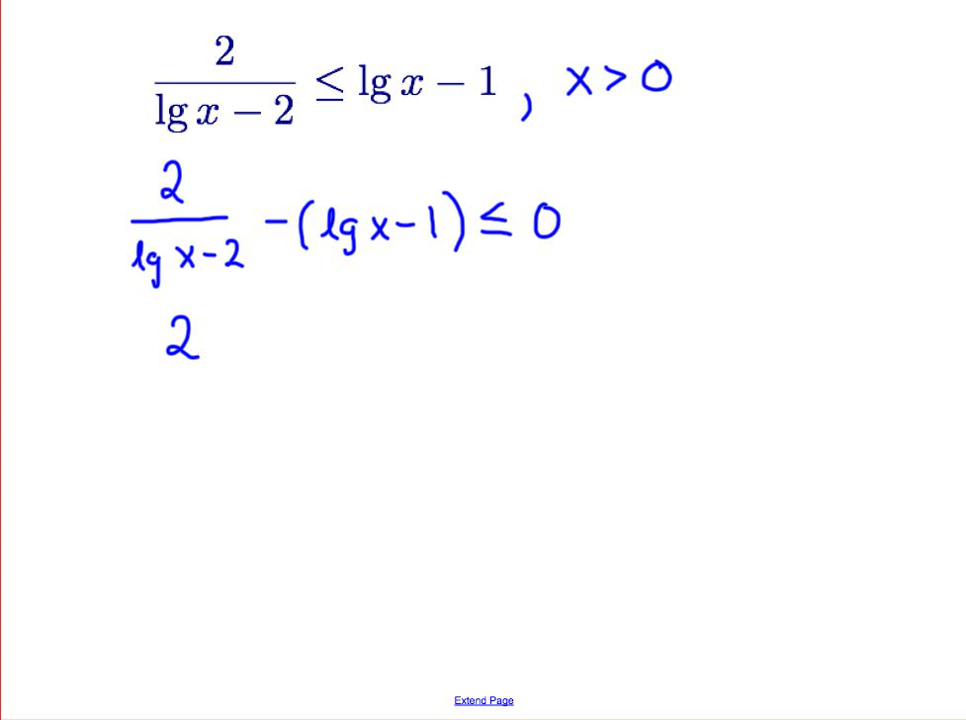 2/(lg x − 2) ≤ lg x − 1 , x > 0
2/(lg x − 2) − (lg x − 1) ≤ 0
2
Extend Page